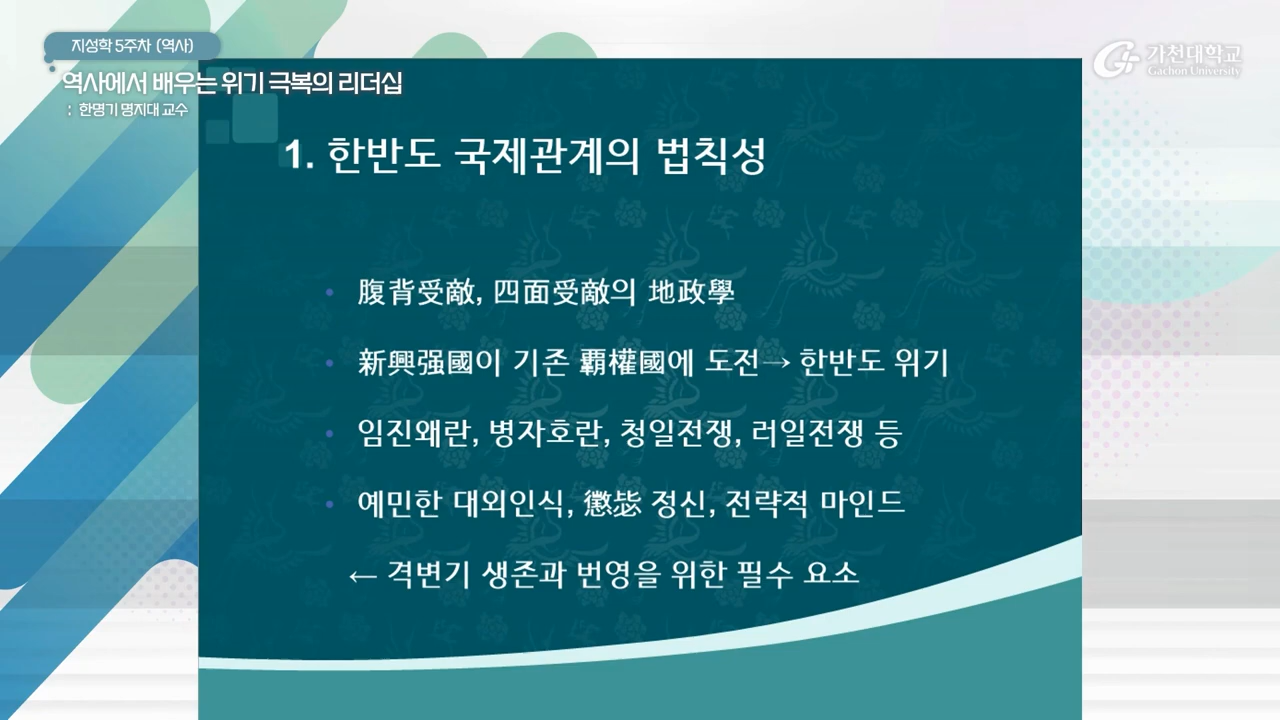 지성학 5주차 (역사)
역사에서 배우는 위기 극복의 리더십
: 한명기 명지대 교수
가천대학교
Gachon University
1. 한반도 국제관계의 법칙성
• 腹背受敵, 四面受敵의 地政學
• 新興强國이 기존 覇權國에 도전→ 한반도 위기
• 임진왜란, 병자호란, 청일전쟁, 러일전쟁 등
• 예민한 대외인식, 懲毖 정신, 전략적 마인드
← 격변기 생존과 번영을 위한 필수 요소